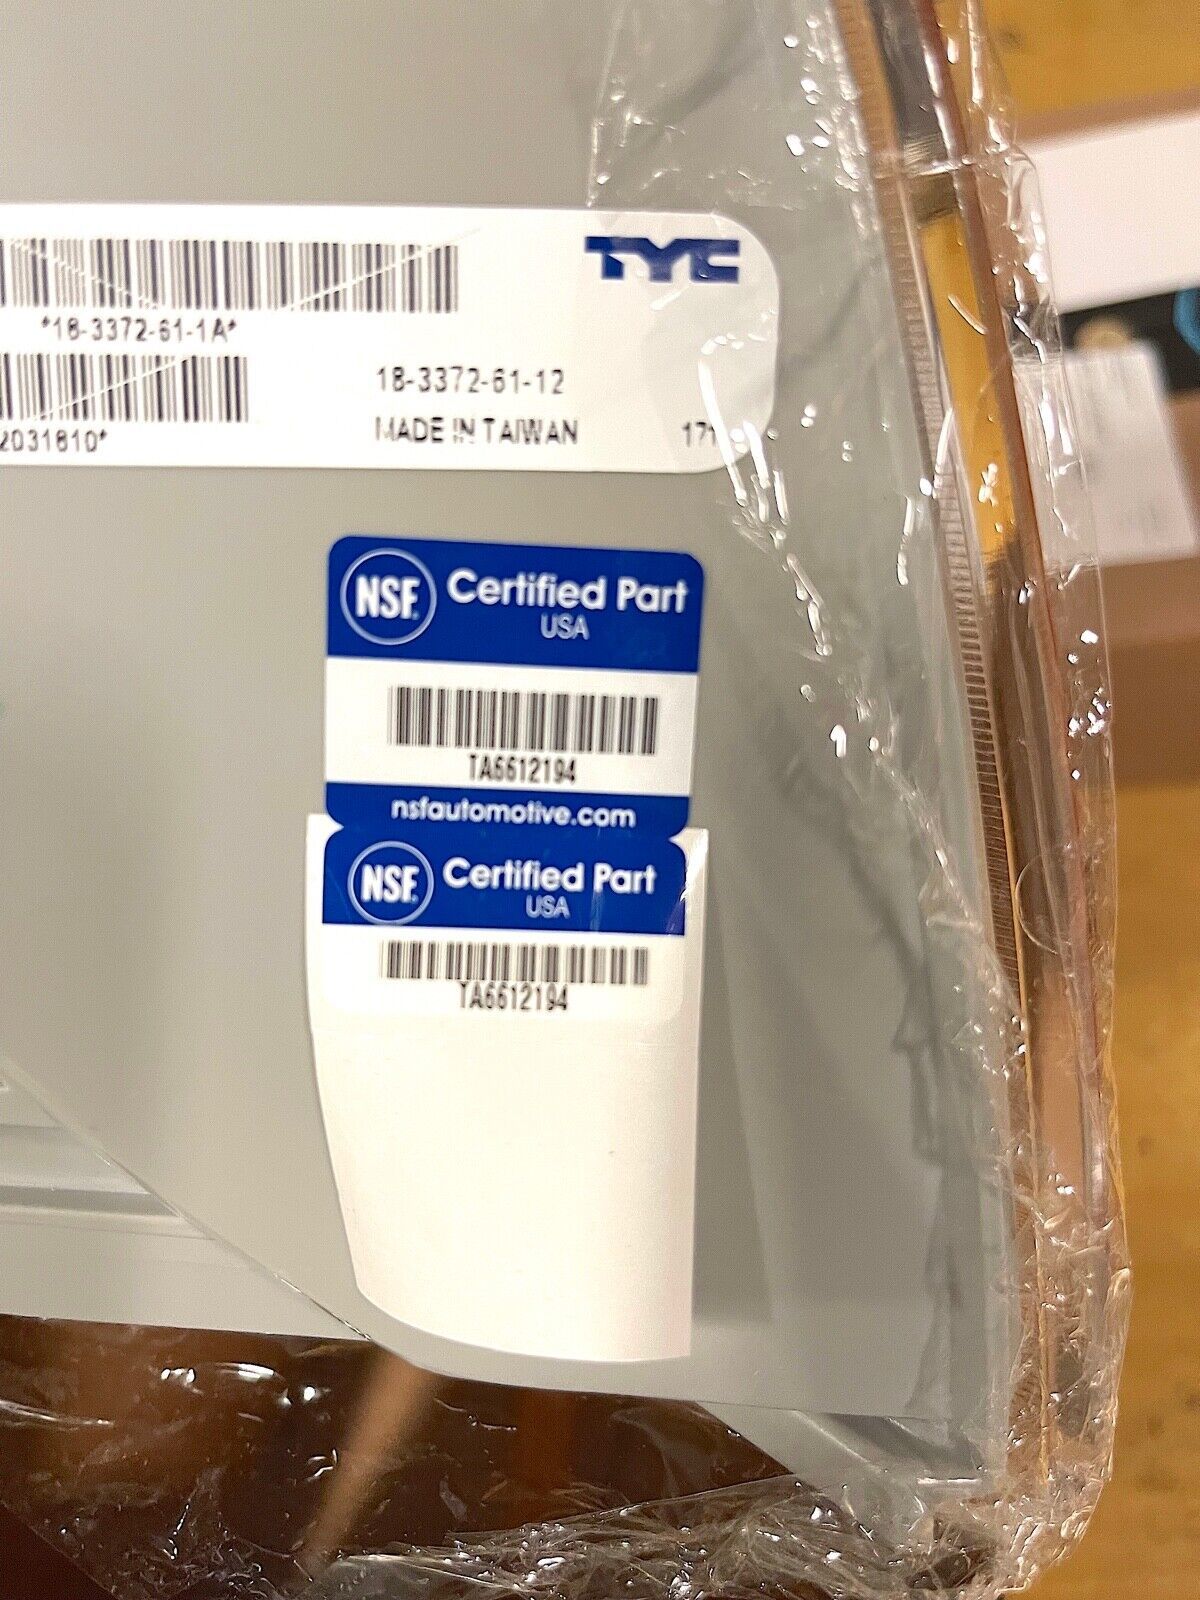 TYC
*18-3372-61-1A*
18-3372-61-12
2031810*
MADE IN TAIWAN
NSF Certified Part
USA
TA6612194
nsfautomotive.com
NSF Certified Part
USA
TA6612194